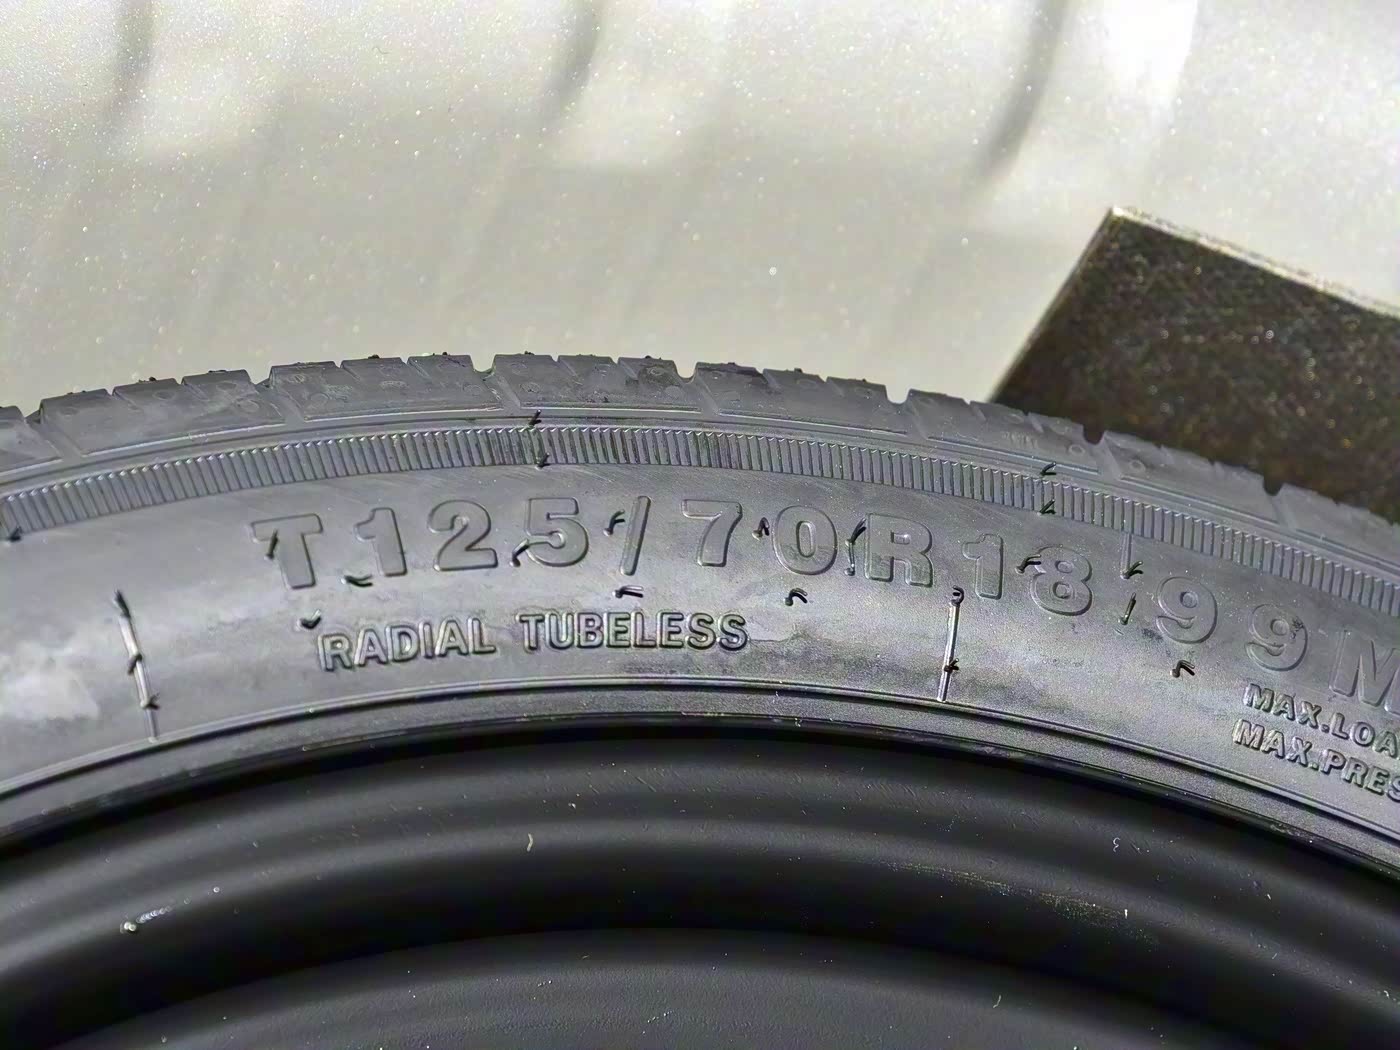 T125/70R18 99M
RADIAL TUBELESS
MAX.LOA
MAX.PRES